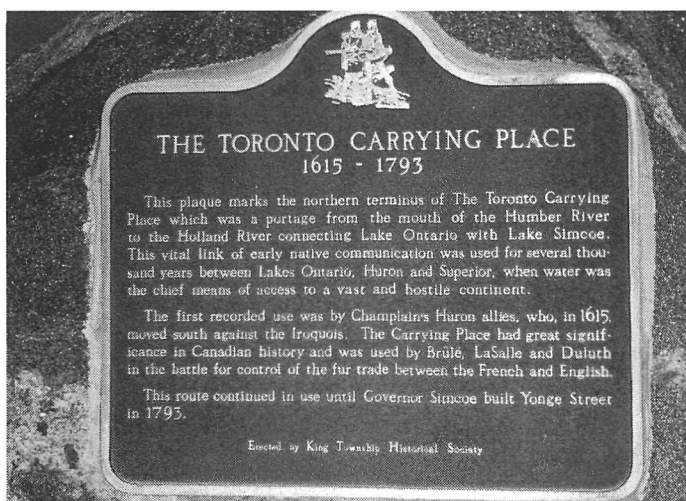 THE TORONTO CARRYING PLACE
1615 - 1793
This plaque marks the northern terminus of The Toronto Carrying
Place which was a portage from the mouth of the Humber River
to the Holland River connecting Lake Ontario with Lake Simcoe.
This vital link of early native communication was used for several thou-
sand years between Lakes Ontario, Huron and Superior, when water was
the chief means of access to a vast and hostile continent.
The first recorded use was by Champlain's Huron allies, who, in 1615,
moved south against the Iroquois. The Carrying Place had great signif-
icance in Canadian history and was used by Brûlé, LaSalle and Duluth
in the battle for control of the fur trade between the French and English.
This route continued in use until Governor Simcoe built Yonge Street
in 1793.
Erected by King Township Historical Society